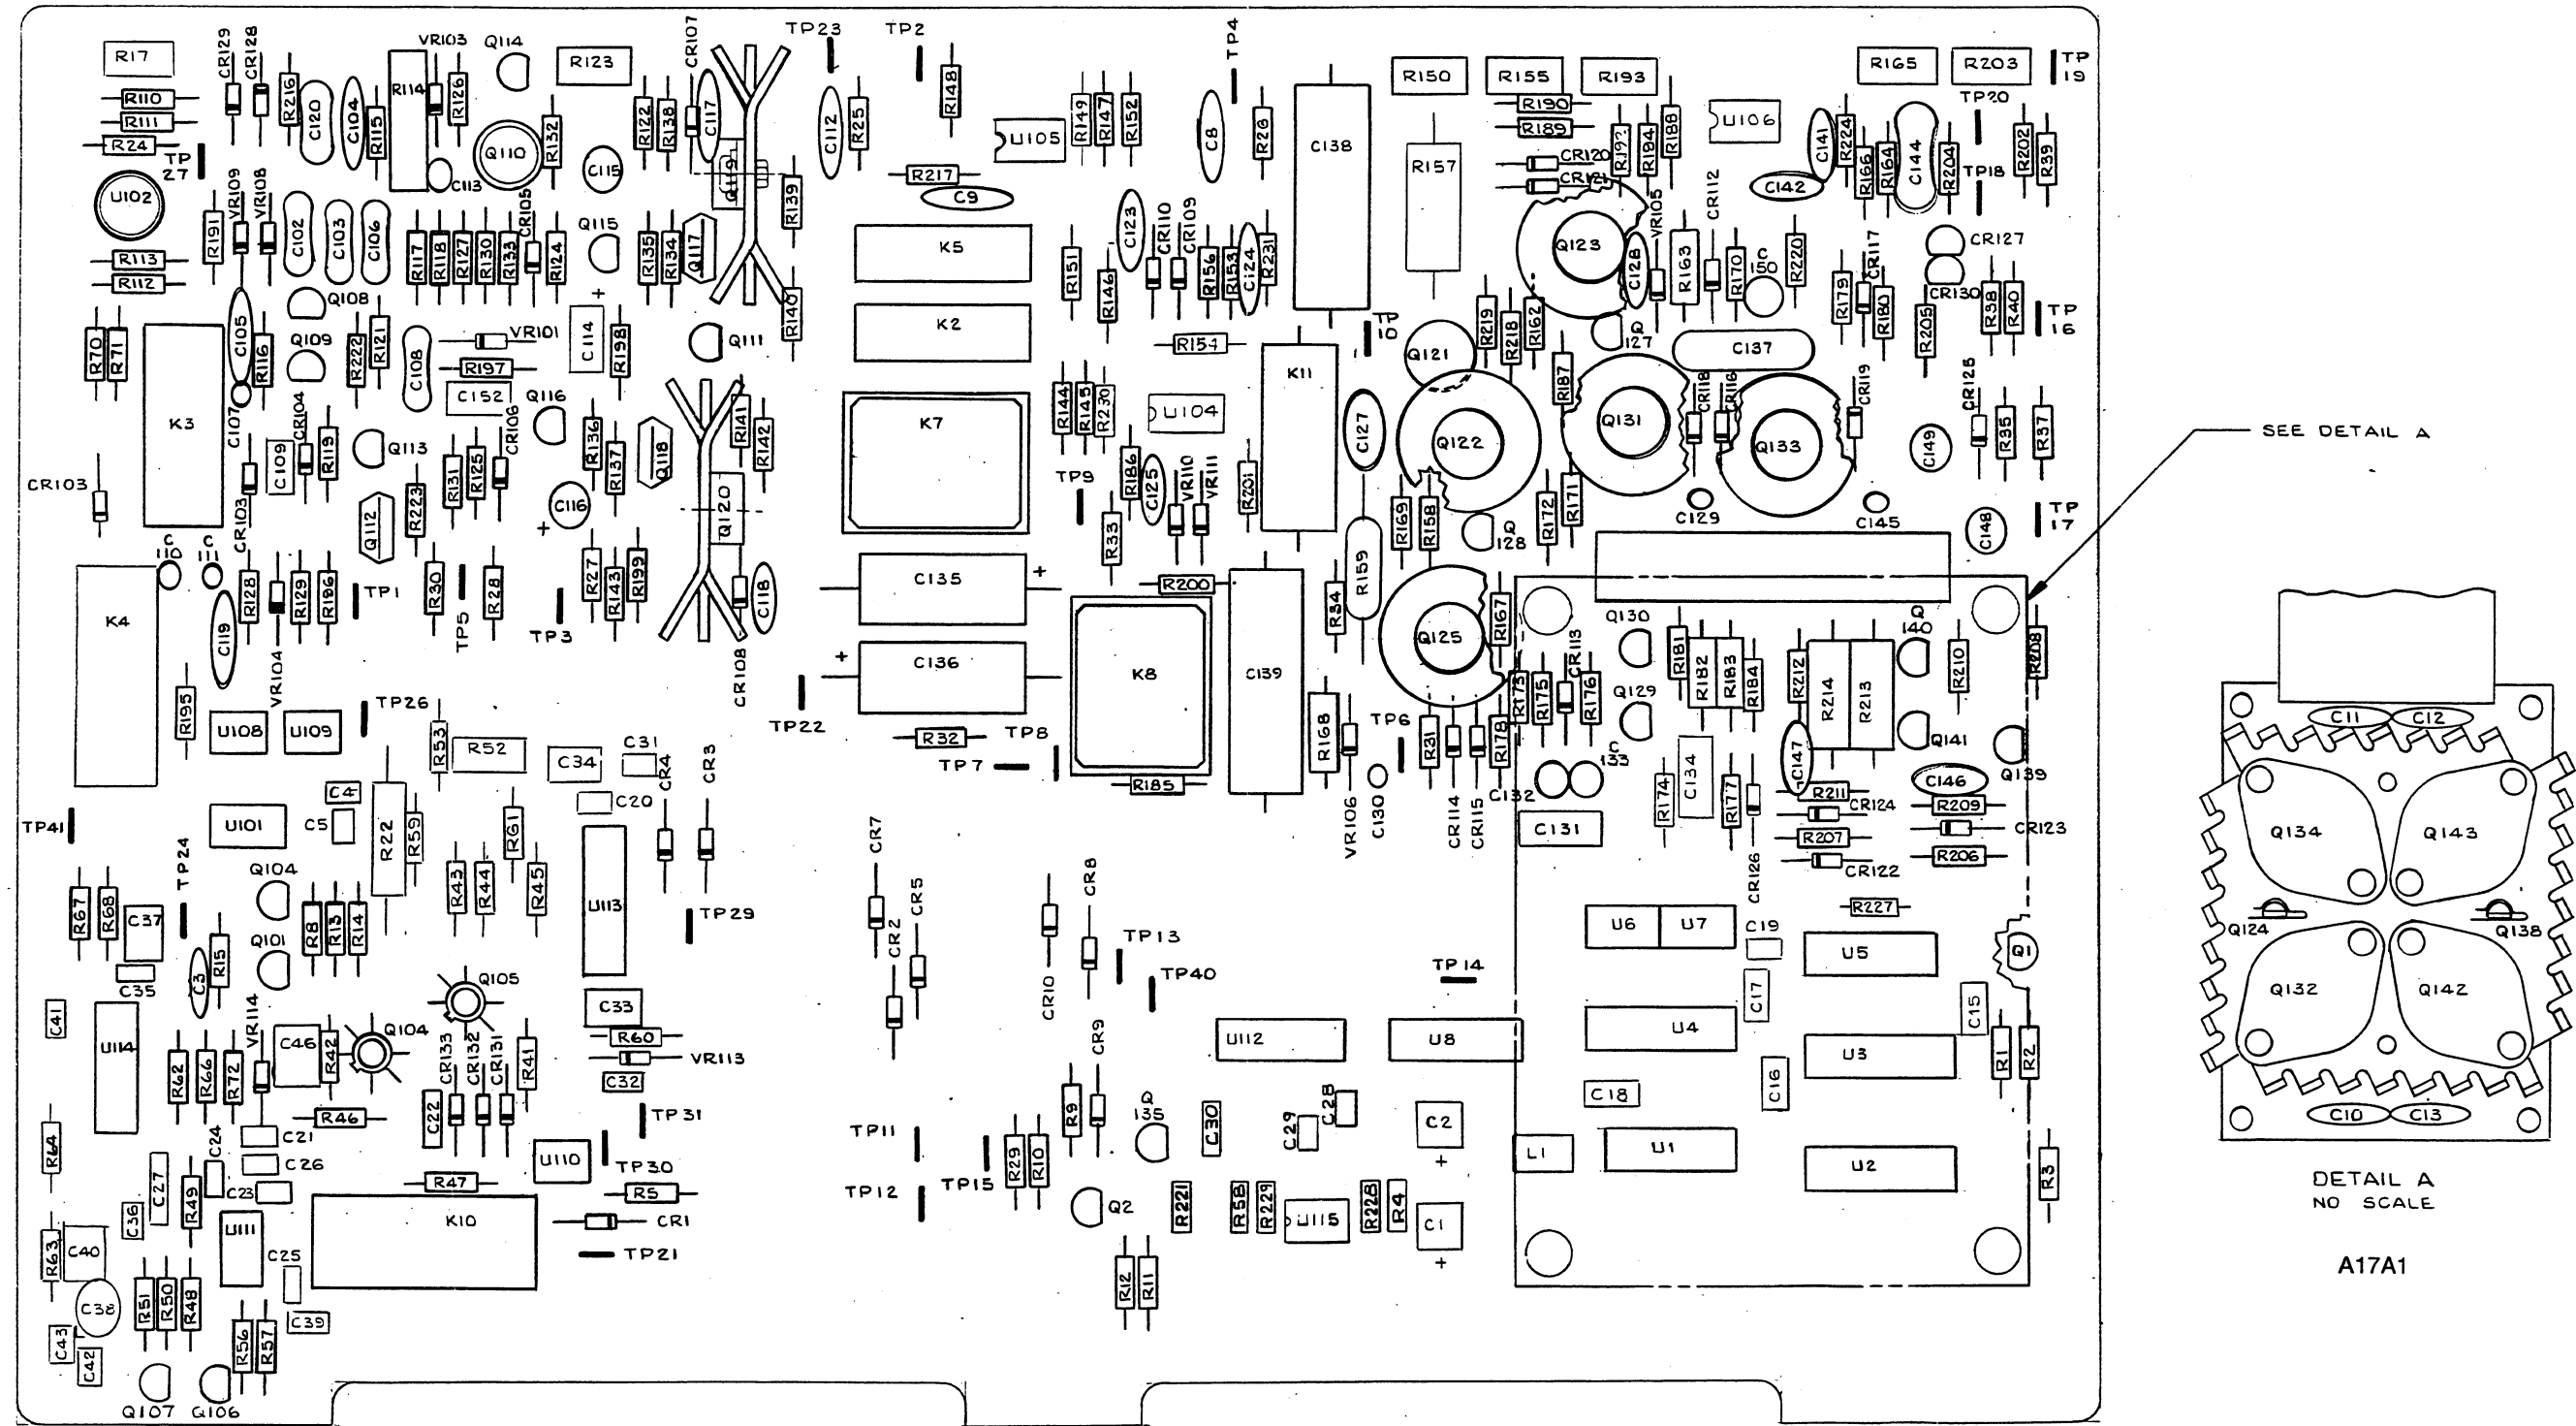 R17
CR129
CR128
VR103
Q114
R123
CR107
TP23
TP2
TP4
R150
R155
R193
R165
R203
TP
19
R110
R111
R24
TP
27
R216
C120
C104
R115
R114
R126
Q110
R132
C113
C115
R122
R138
C117
Q119
R139
C112
R25
R148
U105
R149
R147
R152
C8
R26
C138
R157
R190
R189
CR120
CR121
R194
R188
U106
C141
R224
R166
R164
C144
R204
TP20
TP18
R202
R39
U102
R191
VR109
VR108
C102
C103
C106
R117
R118
R127
R130
R133
CR105
R124
Q115
R135
R134
Q117
R217
C9
K5
R151
C123
CR110
CR109
R146
R156
R153
C124
R231
Q123
C128
VR105
R163
CR112
R170
C
150
R220
C142
R179
CR117
R180
CR127
CR130
R205
R38
R40
TP
16
R113
R112
R70
R71
Q108
Q109
C105
R116
R222
R121
C108
VR101
R197
C152
+
C114
R198
Q111
R140
K2
R154
TP
10
K11
Q121
R219
R218
R162
Q
127
C137
K3
C107
CR104
C109
R119
Q113
R131
R125
CR106
Q116
R136
R137
Q118
R141
R142
K7
R144
R145
R230
U104
C127
Q122
R187
Q131
CR118
CR116
Q133
CR119
C149
CR125
R35
R37
SEE DETAIL A
CR103
CR103
Q112
R223
C116
+
Q120
TP9
R33
R186
C125
VR110
VR111
R201
R169
R158
Q
128
R172
R171
C129
C145
C148
TP
17
C
110
C
111
K4
C119
R128
R129
R196
VR104
TP1
R30
TP5
R28
TP3
R27
R143
R199
C118
CR108
C135
+
R200
R34
R159
Q125
R167
Q130
Q
140
R208
R195
U108
U109
TP26
R53
R52
C34
C31
CR4
CR3
TP22
+
C136
R32
TP8
TP7
K8
R185
C139
R168
VR106
C130
TP6
R31
CR114
CR115
R178
R173
R175
CR113
R176
Q129
C
133
C132
C131
R181
R182
R183
R184
R212
R214
R213
R210
Q141
Q139
R174
C134
R177
CR126
C147
R211
CR124
R207
CR122
C146
R209
CR123
R206
TP41
U101
C4
C5
R22
R59
C20
R61
R43
R44
R45
U113
TP29
TP24
Q104
R67
R68
C37
C35
C3
R15
Q101
R8
R13
R14
CR7
CR5
CR2
CR10
CR8
TP13
TP40
TP14
R227
U6
U7
C19
U5
Q1
C41
U114
VR114
C46
R42
Q104
Q105
CR133
CR132
CR131
R41
C33
R60
VR113
C32
U112
U8
U4
C17
U3
C15
R1
R2
R62
R66
R72
R46
C22
TP31
U110
TP30
CR9
R9
Q
135
C30
C29
C28
C2
+
L1
C18
C16
U1
U2
R3
R64
C24
C21
C26
C23
C27
C36
R49
R47
R5
TP11
TP12
TP15
R29
R10
Q2
R221
R58
R229
U115
R228
R4
C1
+
R63
C40
U111
C25
K10
CR1
TP21
R12
R11
C38
R51
R50
R48
C39
C43
C42
R56
R57
Q107
Q106
C11
C12
Q134
Q143
Q124
Q138
Q132
Q142
C10
C13
DETAIL A
NO SCALE
A17A1